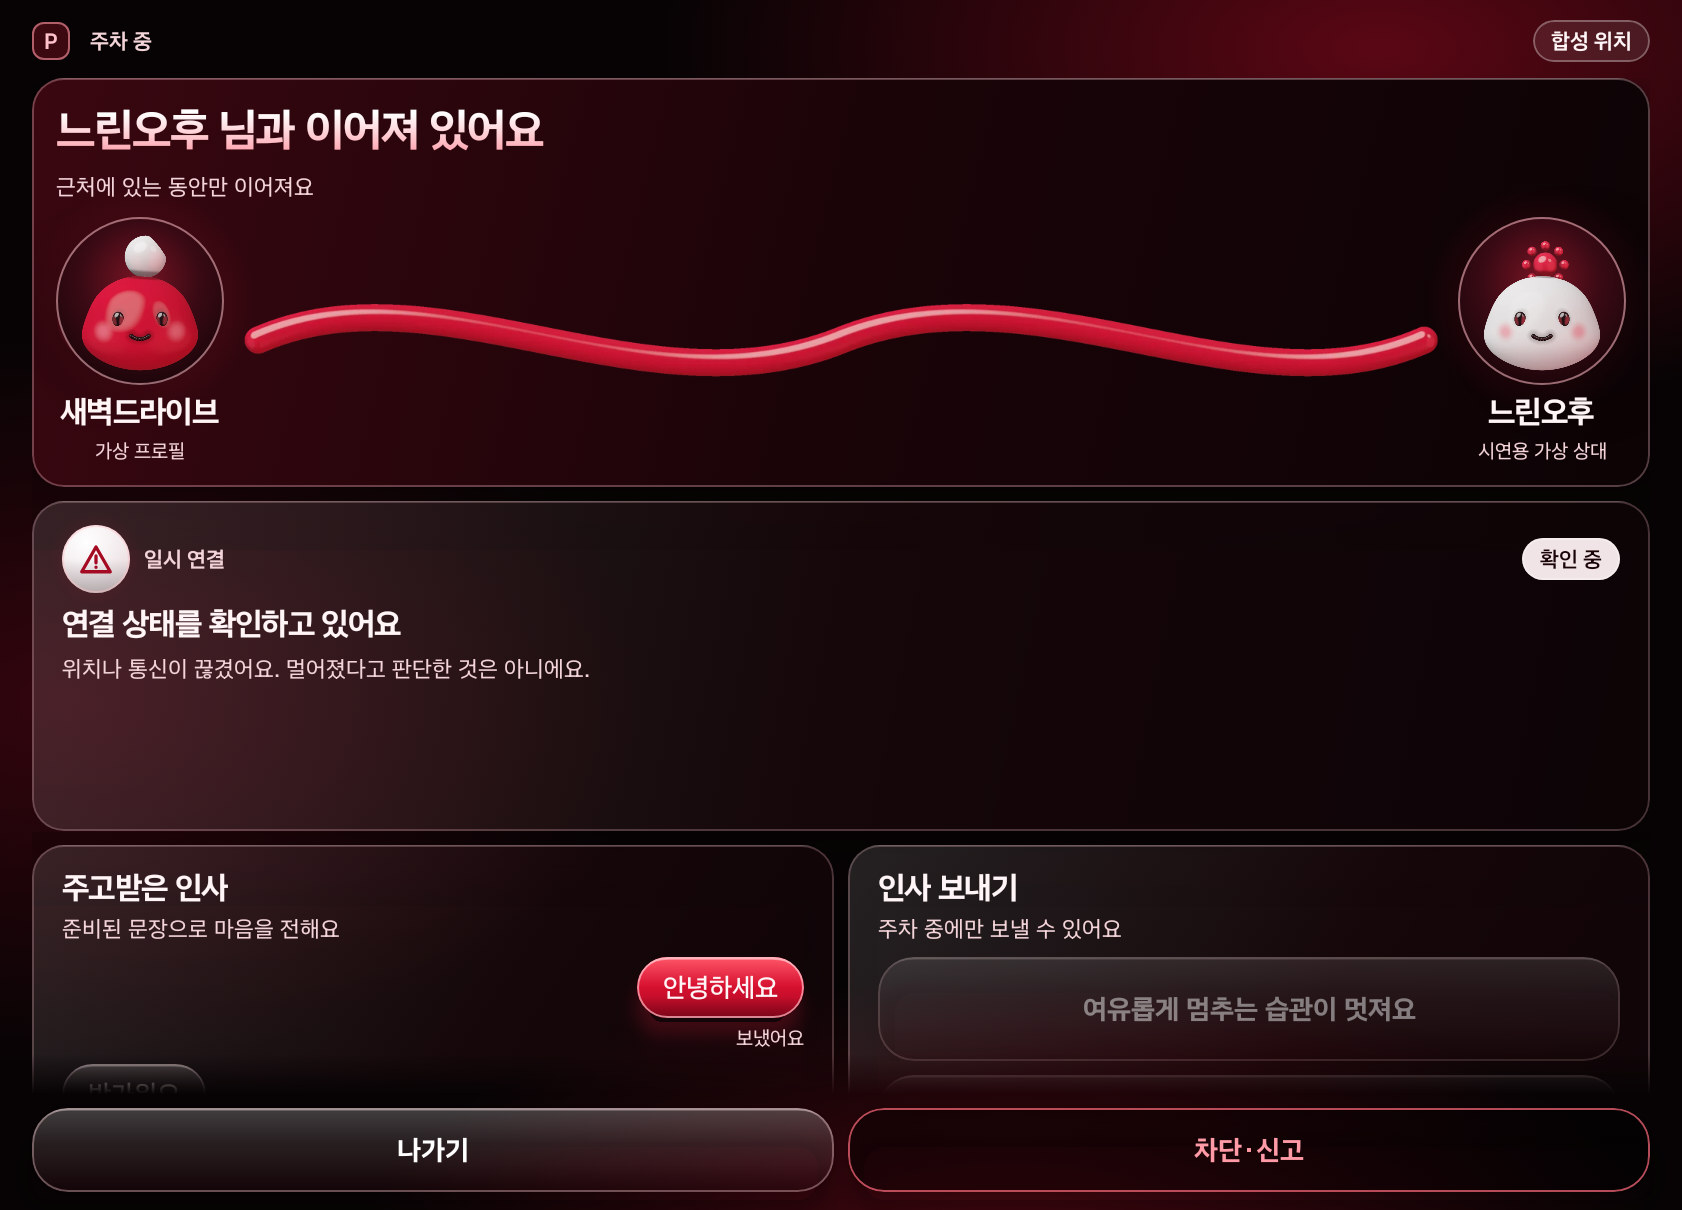 P 주차 중
합성 위치
느린오후 님과 이어져 있어요
근처에 있는 동안만 이어져요
새벽드라이브
가상 프로필
느린오후
시연용 가상 상대
일시 연결
확인 중
연결 상태를 확인하고 있어요
위치나 통신이 끊겼어요. 멀어졌다고 판단한 것은 아니에요.
주고받은 인사
준비된 문장으로 마음을 전해요
안녕하세요
보냈어요
인사 보내기
주차 중에만 보낼 수 있어요
여유롭게 멈추는 습관이 멋져요
나가기
차단·신고